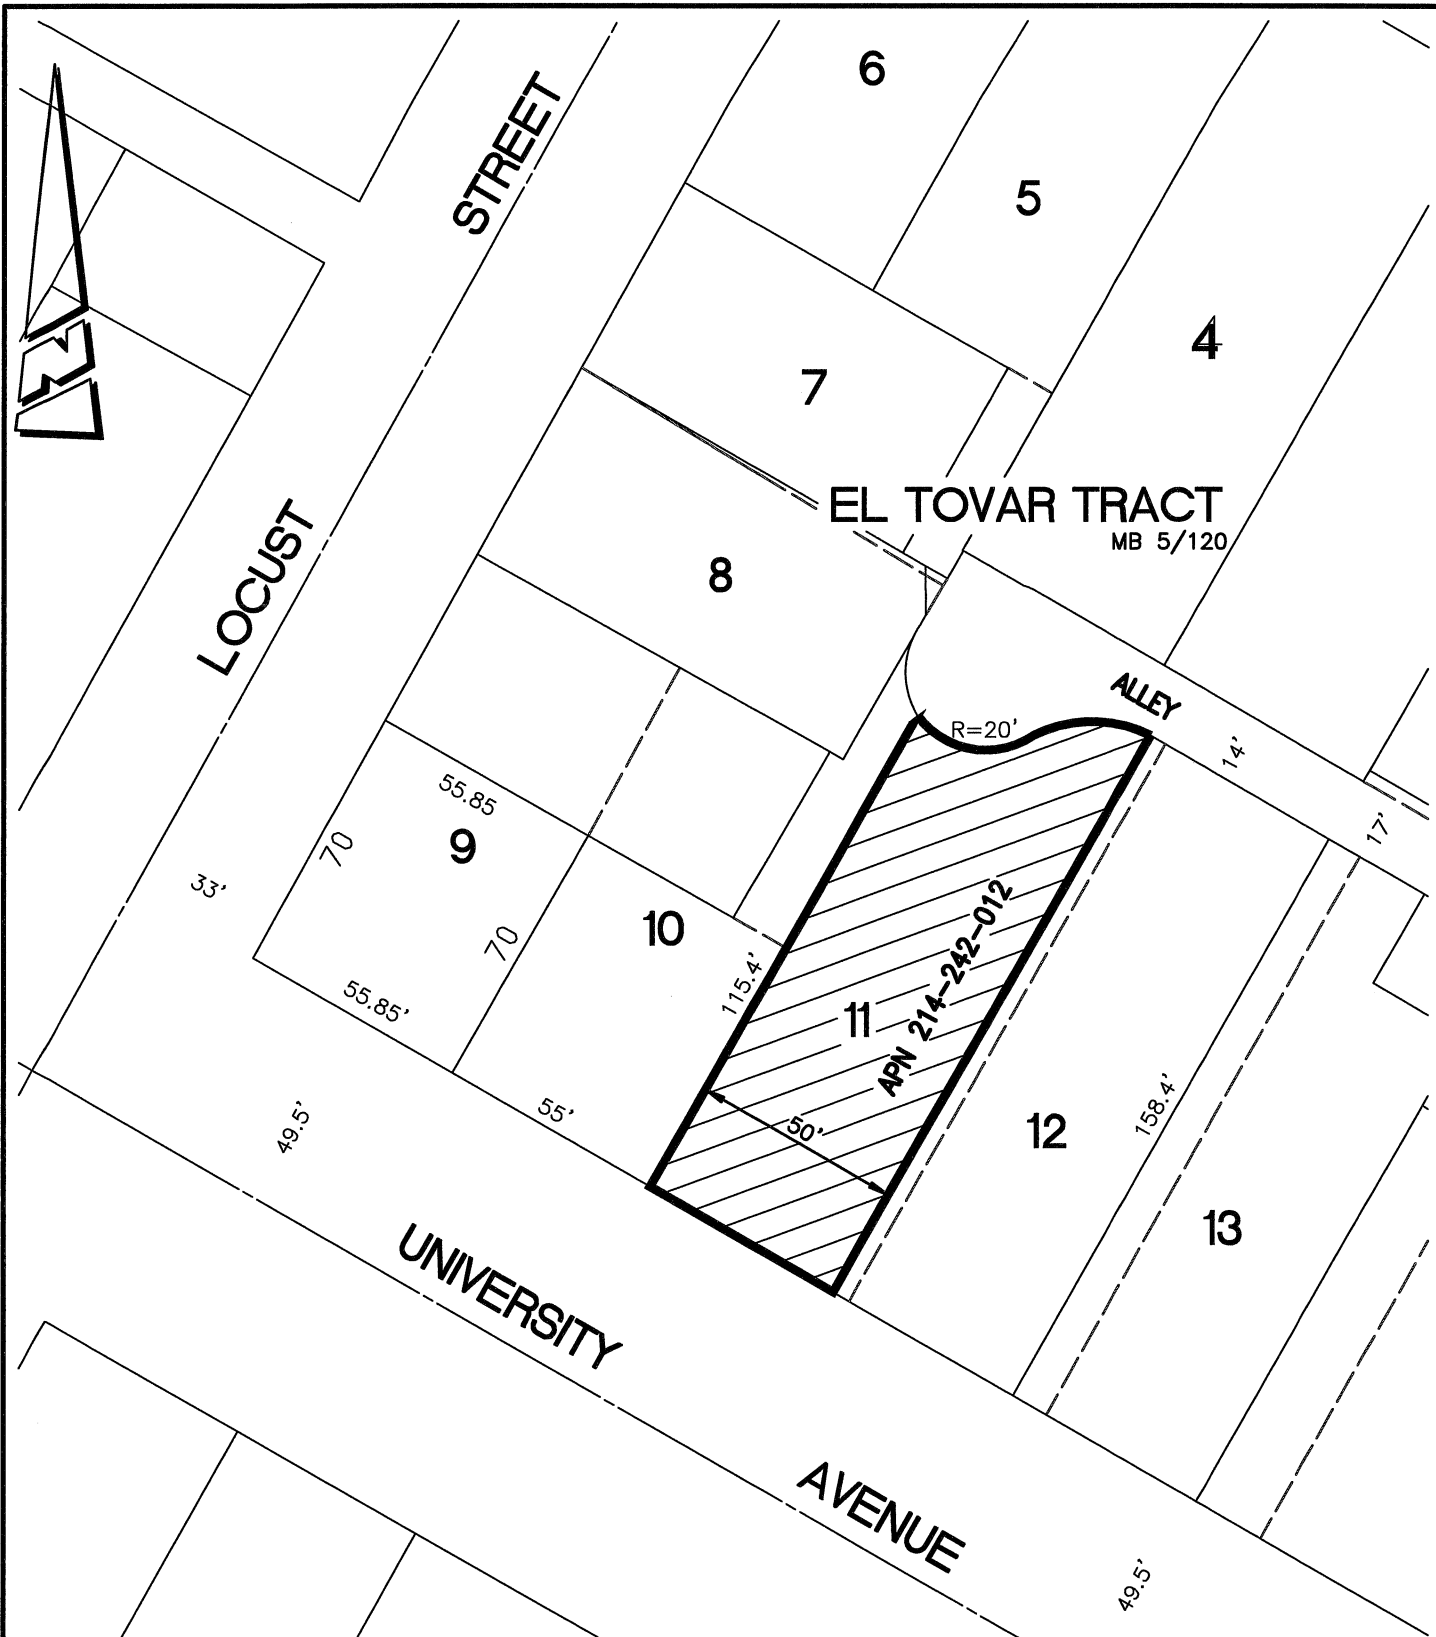 6
STREET
5
4
7
EL TOVAR TRACT
MB 5/120
LOCUST
8
ALLEY
R=20'
14'
55.85
17'
9
70
33'
10
70
APN 214-242-012
115.4'
55.85'
11
158.4'
55'
49.5'
50'
12
13
UNIVERSITY
AVENUE
49.5'